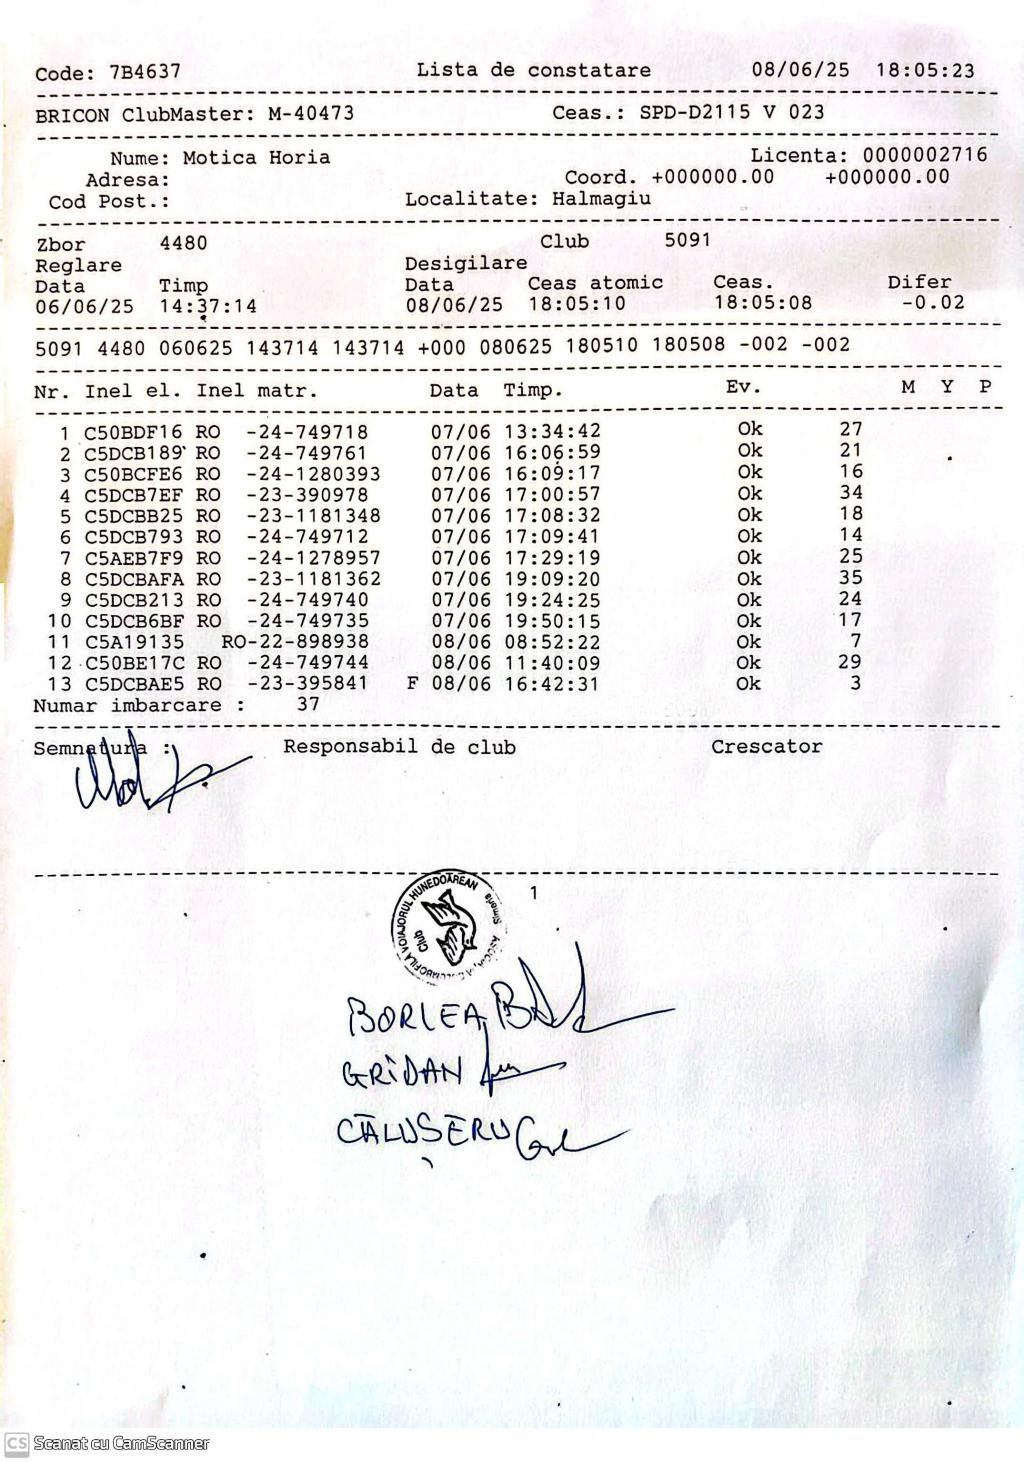 Code: 7B4637 Lista de constatare 08/06/25 18:05:23
BRICON ClubMaster: M-40473 Ceas.: SPD-D2115 V 023
Nume: Motica Horia Licenta: 0000002716
Adresa: Coord. +000000.00 +000000.00
Cod Post.: Localitate: Halmagiu
Zbor 4480 Club 5091
Reglare Desigilare
Data Timp Data Ceas atomic Ceas. Difer
06/06/25 14:37:14 08/06/25 18:05:10 18:05:08 -0.02
5091 4480 060625 143714 143714 +000 080625 180510 180508 -002 -002
Nr. Inel el. Inel matr. Data Timp. Ev. M Y P
1 C50BDF16 RO -24-749718 07/06 13:34:42 Ok 27
2 C5DCB189 RO -24-749761 07/06 16:06:59 Ok 21
3 C50BCFE6 RO -24-1280393 07/06 16:09:17 Ok 16
4 C5DCB7EF RO -23-390978 07/06 17:00:57 Ok 34
5 C5DCBB25 RO -23-1181348 07/06 17:08:32 Ok 18
6 C5DCB793 RO -24-749712 07/06 17:09:41 Ok 14
7 C5AEB7F9 RO -24-1278957 07/06 17:29:19 Ok 25
8 C5DCBAFA RO -23-1181362 07/06 19:09:20 Ok 35
9 C5DCB213 RO -24-749740 07/06 19:24:25 Ok 24
10 C5DCB6BF RO -24-749735 07/06 19:50:15 Ok 17
11 C5A19135 RO-22-898938 08/06 08:52:22 Ok 7
12 C50BE17C RO -24-749744 08/06 11:40:09 Ok 29
13 C5DCBAE5 RO -23-395841 F 08/06 16:42:31 Ok 3
Numar imbarcare : 37
Semnatura : Responsabil de club Crescator
1
VOIAJORUL HUNEDOAREAN
Simeria
Club
BORLEA
GRIDAN
CĂLUȘERU
CS Scanat cu CamScanner